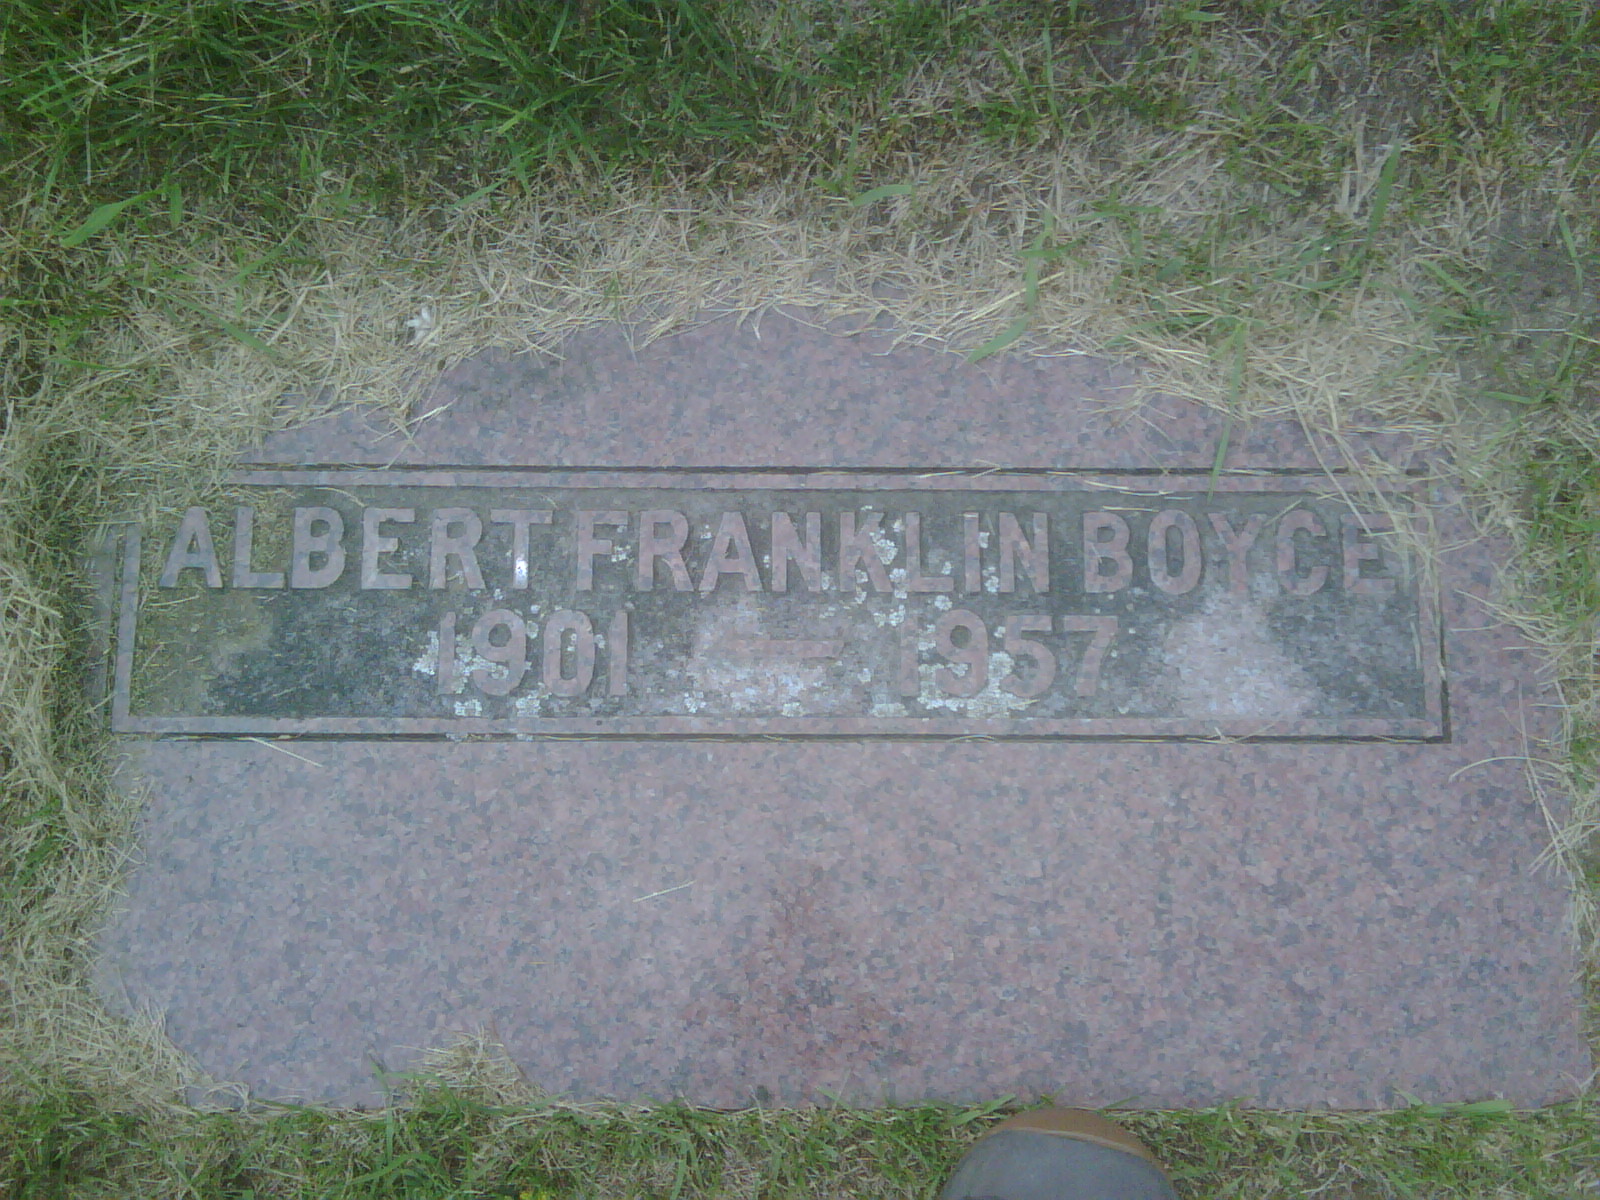 ALBERT FRANKLIN BOYCE
1901 — 1957